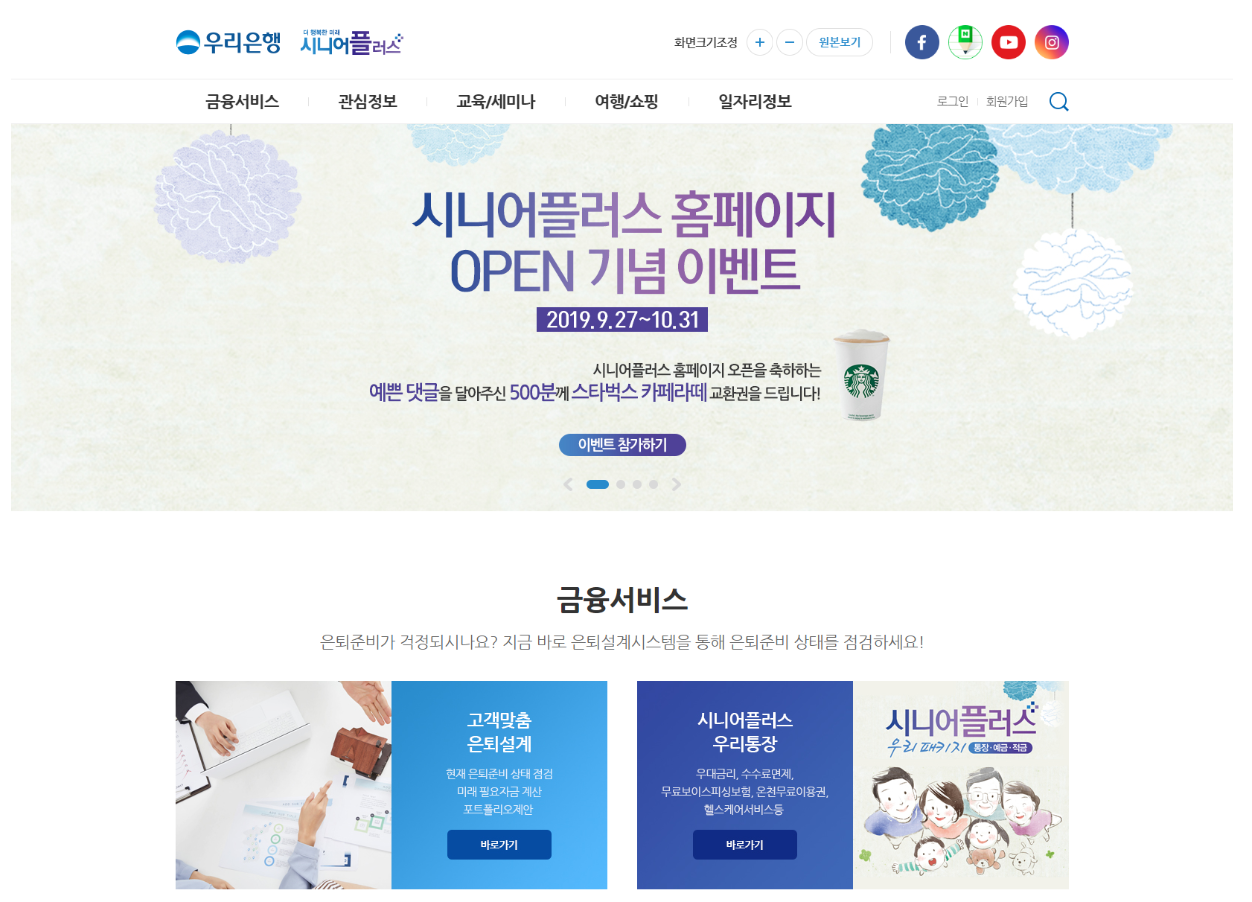 우리은행
더 행복한 미래
시니어플러스
화면크기조정
+
-
원본보기
금융서비스
관심정보
교육/세미나
여행/쇼핑
일자리정보
로그인
회원가입
시니어플러스 홈페이지
OPEN 기념 이벤트
2019.9.27~10.31
시니어플러스 홈페이지 오픈을 축하하는
예쁜 댓글을 달아주신 500분께 스타벅스 카페라떼 교환권을 드립니다!
이벤트 참가하기
금융서비스
은퇴준비가 걱정되시나요? 지금 바로 은퇴설계시스템을 통해 은퇴준비 상태를 점검하세요!
고객맞춤
은퇴설계
현재 은퇴준비 상태 점검
미래 필요자금 계산
포트폴리오제안
바로가기
시니어플러스
우리통장
우대금리, 수수료면제,
무료보이스피싱보험, 온천무료이용권,
헬스케어서비스등
바로가기
시니어플러스
우리 패키지 통장·예금·적금